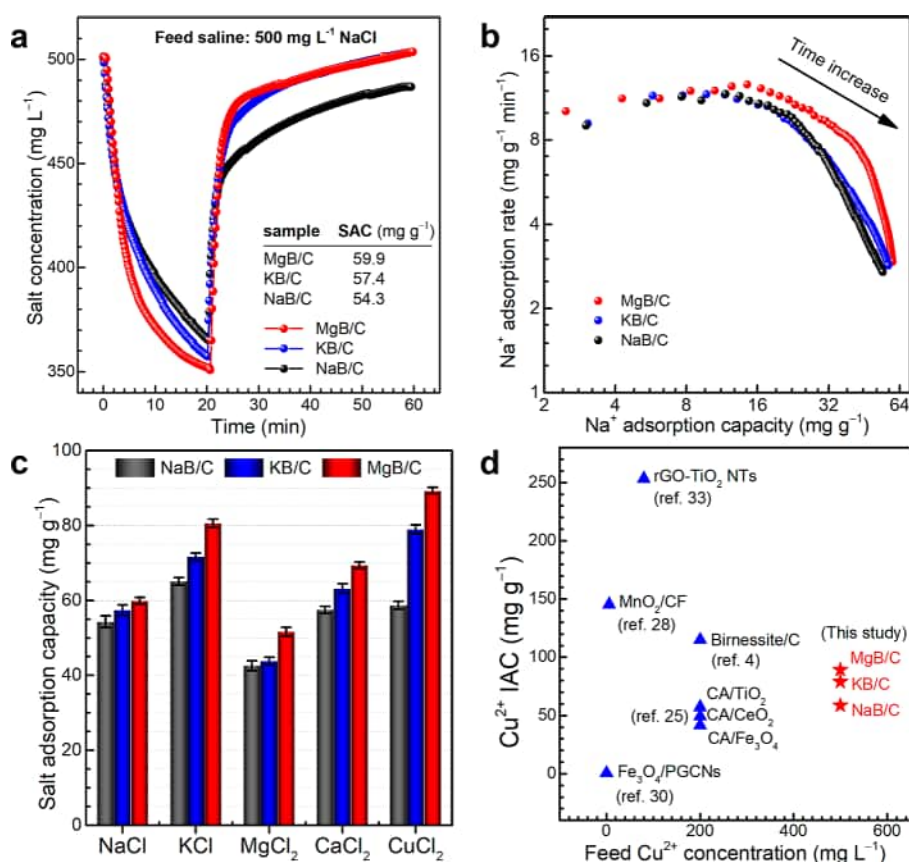 a
Feed saline: 500 mg L⁻¹ NaCl
Salt concentration (mg L⁻¹)
500
450
400
350
sample SAC (mg g⁻¹)
MgB/C 59.9
KB/C 57.4
NaB/C 54.3
MgB/C
KB/C
NaB/C
0 10 20 30 40 50 60
Time (min)
b
Time increase
Na⁺ adsorption rate (mg g⁻¹ min⁻¹)
16
8
4
2
1
MgB/C
KB/C
NaB/C
2 4 8 16 32 64
Na⁺ adsorption capacity (mg g⁻¹)
c
NaB/C KB/C MgB/C
Salt adsorption capacity (mg g⁻¹)
100
80
60
40
20
0
NaCl KCl MgCl₂ CaCl₂ CuCl₂
d
Cu²⁺ IAC (mg g⁻¹)
250
200
150
100
50
0
rGO-TiO₂ NTs
(ref. 33)
MnO₂/CF
(ref. 28)
Birnessite/C
(ref. 4)
(This study)
MgB/C
KB/C
NaB/C
CA/TiO₂
(ref. 25)
CA/CeO₂
CA/Fe₃O₄
Fe₃O₄/PGCNs
(ref. 30)
0 200 400 600
Feed Cu²⁺ concentration (mg L⁻¹)